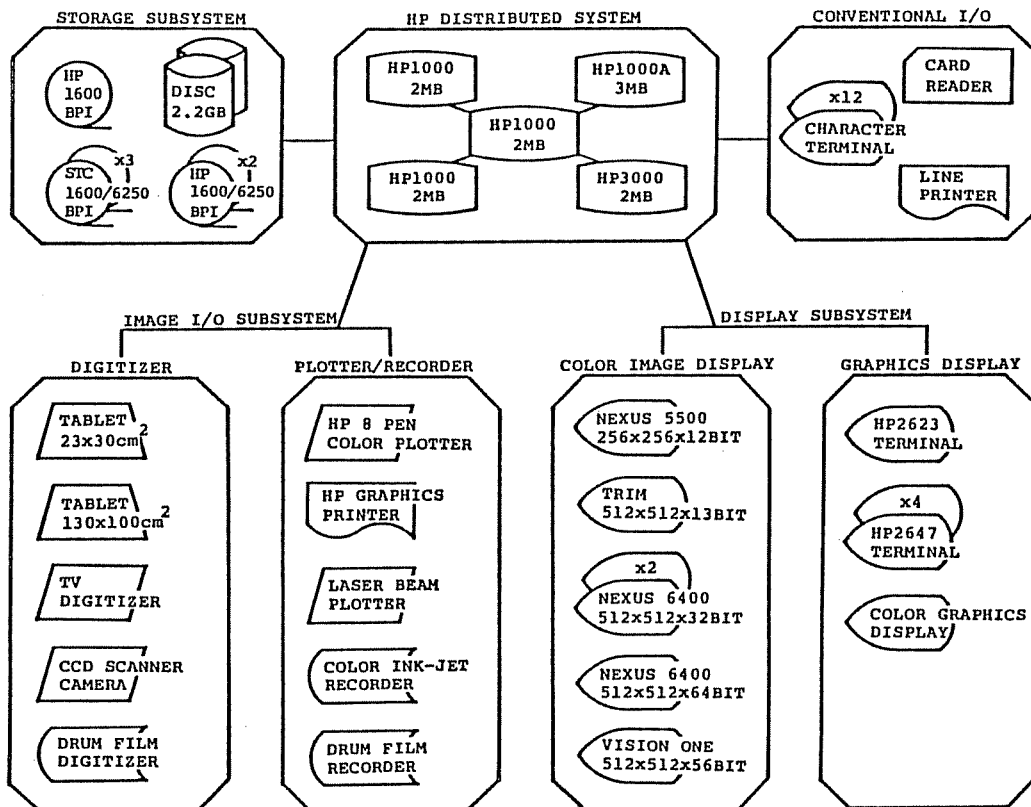 STORAGE SUBSYSTEM
HP
1600
BPI
DISC
2.2GB
x3
STC
1600/6250
BPI
x2
HP
1600/6250
BPI
HP DISTRIBUTED SYSTEM
HP1000
2MB
HP1000A
3MB
HP1000
2MB
HP1000
2MB
HP3000
2MB
CONVENTIONAL I/O
CARD
READER
x12
CHARACTER
TERMINAL
LINE
PRINTER
IMAGE I/O SUBSYSTEM
DISPLAY SUBSYSTEM
DIGITIZER
TABLET
23x30cm²
TABLET
130x100cm²
TV
DIGITIZER
CCD SCANNER
CAMERA
DRUM FILM
DIGITIZER
PLOTTER/RECORDER
HP 8 PEN
COLOR PLOTTER
HP GRAPHICS
PRINTER
LASER BEAM
PLOTTER
COLOR INK-JET
RECORDER
DRUM FILM
RECORDER
COLOR IMAGE DISPLAY
NEXUS 5500
256x256x12BIT
TRIM
512x512x13BIT
x2
NEXUS 6400
512x512x32BIT
NEXUS 6400
512x512x64BIT
VISION ONE
512x512x56BIT
GRAPHICS DISPLAY
HP2623
TERMINAL
x4
HP2647
TERMINAL
COLOR GRAPHICS
DISPLAY